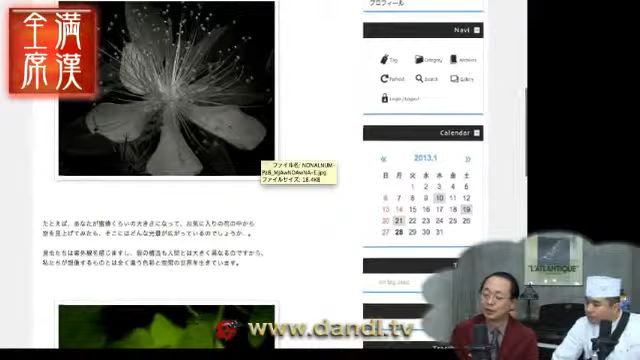 満漢
全席
プロフィール
Navi
Tag
Category
Archives
Reload
Search
Gallery
Login / Logout
Calendar
« 2013.1 »
日 月 火 水 木 金 土
1 2 3 4 5
6 7 8 9 10 11 12
13 14 15 16 17 18 19
20 21 22 23 24 25 26
27 28 29 30 31
ファイルサイズ: 18.4KB
たとえば、あなたが蜜蜂くらいの大きさになって、お気に入りの花の中から
空を見上げてみたら、そこにはどんな光景が広がっているのでしょうか…。
昆虫たちは紫外線を感じますし、眼の構造も人間とは大きく異なるのですから、
私たちが想像するものとは全く違う色彩と空間の世界を生きています。
"L'ATLANTIQUE"
www.dandl.tv